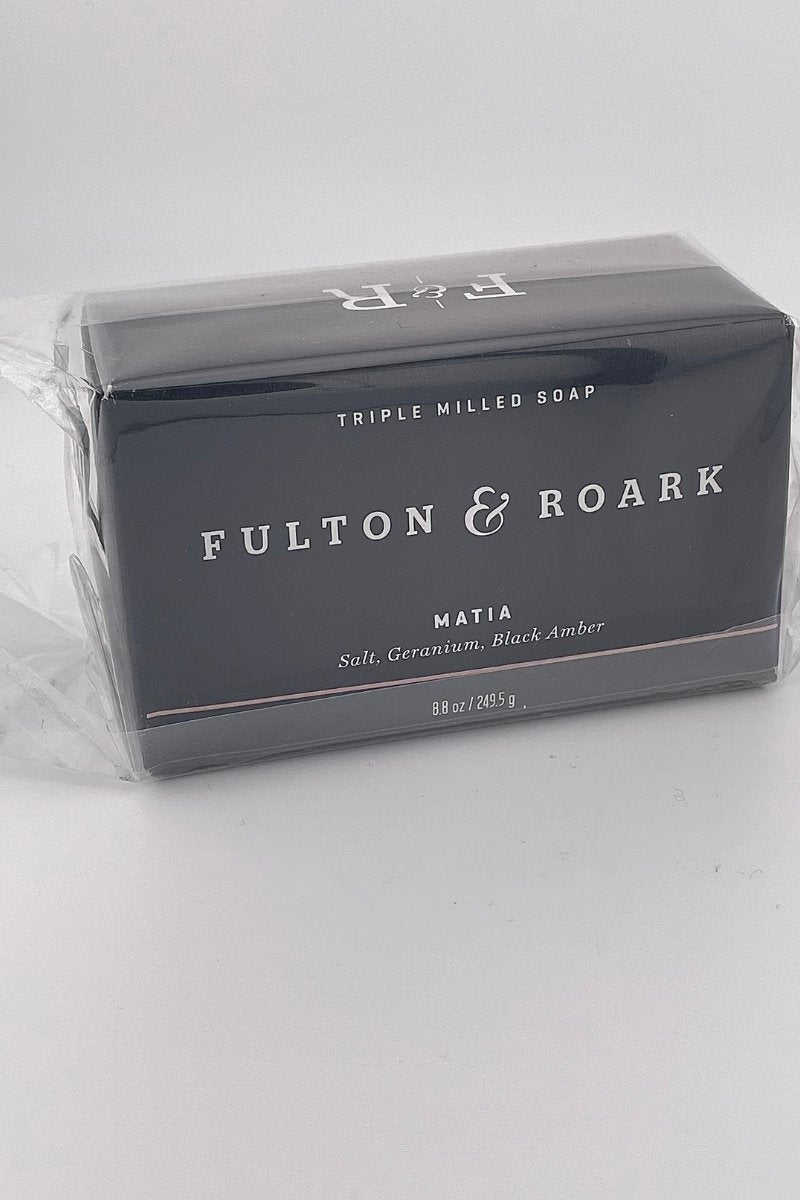 F & R
TRIPLE MILLED SOAP
FULTON & ROARK
MATIA
Salt, Geranium, Black Amber
8.8 oz / 249.5 g